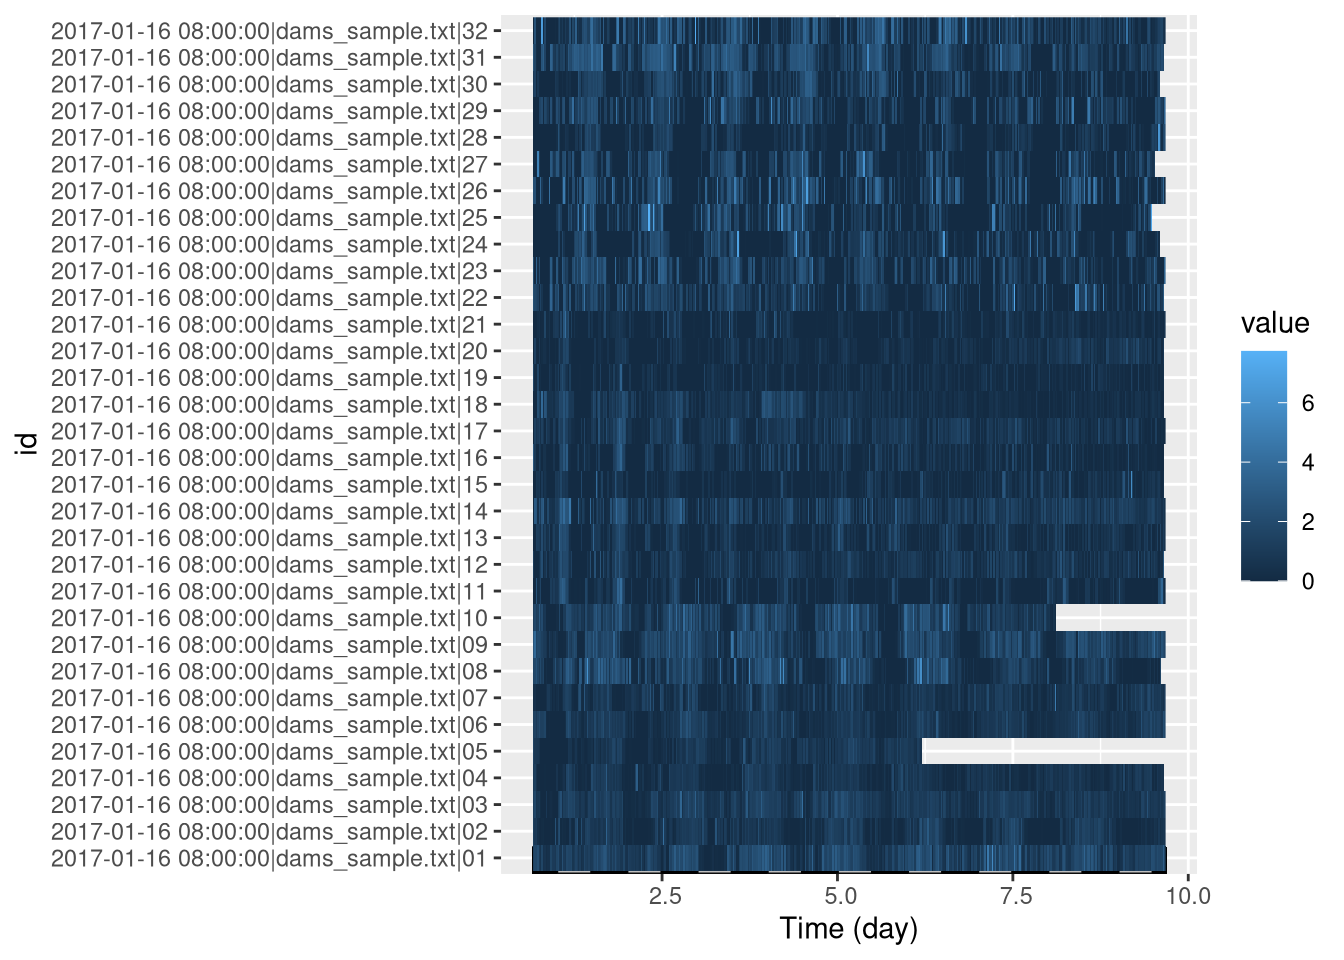 2017-01-16 08:00:00|dams_sample.txt|32
2017-01-16 08:00:00|dams_sample.txt|31
2017-01-16 08:00:00|dams_sample.txt|30
2017-01-16 08:00:00|dams_sample.txt|29
2017-01-16 08:00:00|dams_sample.txt|28
2017-01-16 08:00:00|dams_sample.txt|27
2017-01-16 08:00:00|dams_sample.txt|26
2017-01-16 08:00:00|dams_sample.txt|25
2017-01-16 08:00:00|dams_sample.txt|24
2017-01-16 08:00:00|dams_sample.txt|23
2017-01-16 08:00:00|dams_sample.txt|22
2017-01-16 08:00:00|dams_sample.txt|21
2017-01-16 08:00:00|dams_sample.txt|20
2017-01-16 08:00:00|dams_sample.txt|19
2017-01-16 08:00:00|dams_sample.txt|18
2017-01-16 08:00:00|dams_sample.txt|17
2017-01-16 08:00:00|dams_sample.txt|16
2017-01-16 08:00:00|dams_sample.txt|15
2017-01-16 08:00:00|dams_sample.txt|14
2017-01-16 08:00:00|dams_sample.txt|13
2017-01-16 08:00:00|dams_sample.txt|12
2017-01-16 08:00:00|dams_sample.txt|11
2017-01-16 08:00:00|dams_sample.txt|10
2017-01-16 08:00:00|dams_sample.txt|09
2017-01-16 08:00:00|dams_sample.txt|08
2017-01-16 08:00:00|dams_sample.txt|07
2017-01-16 08:00:00|dams_sample.txt|06
2017-01-16 08:00:00|dams_sample.txt|05
2017-01-16 08:00:00|dams_sample.txt|04
2017-01-16 08:00:00|dams_sample.txt|03
2017-01-16 08:00:00|dams_sample.txt|02
2017-01-16 08:00:00|dams_sample.txt|01
id
2.5 5.0 7.5 10.0
Time (day)
value
6
4
2
0